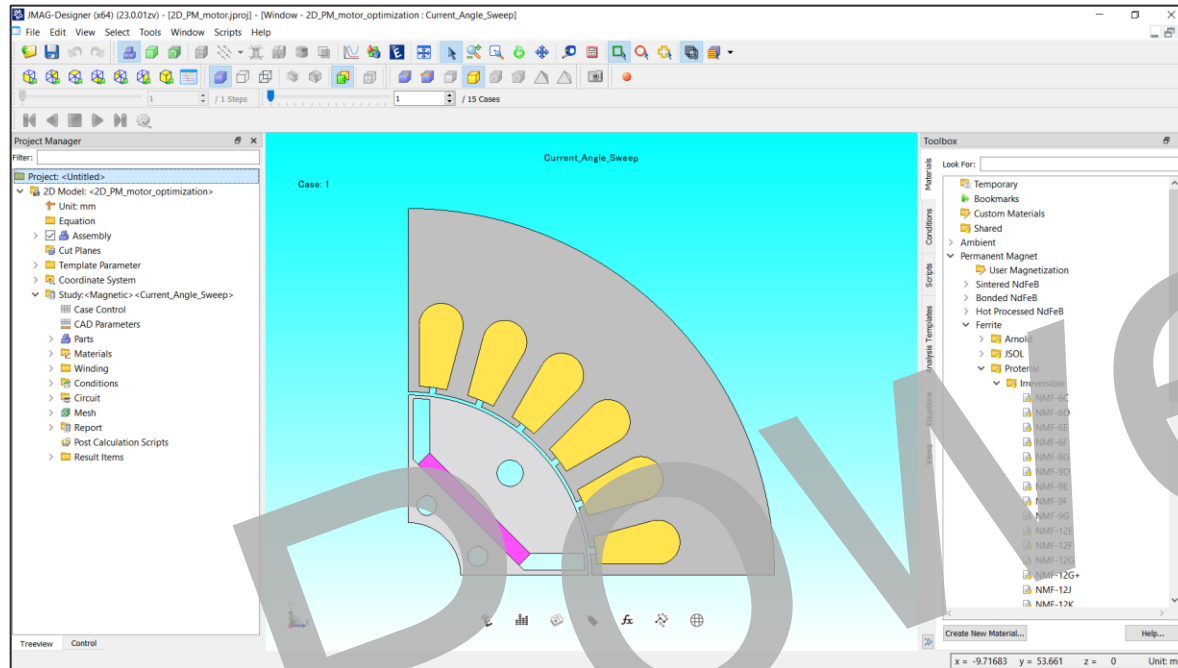 JMAG-Designer (x64) (23.0.01zv) - [2D_PM_motor.jproj] - [Window - 2D_PM_motor_optimization : Current_Angle_Sweep]
File Edit View Select Tools Window Scripts Help
1 / 1 Steps 1 / 15 Cases
Project Manager
Filter:
Project: <Untitled>
2D Model: <2D_PM_motor_optimization>
Unit: mm
Equation
Assembly
Cut Planes
Template Parameter
Coordinate System
Study:<Magnetic><Current_Angle_Sweep>
Case Control
CAD Parameters
Parts
Materials
Winding
Conditions
Circuit
Mesh
Report
Post Calculation Scripts
Result Items
Treeview Control
Current_Angle_Sweep
Case: 1
Toolbox
Materials
Conditions
Scripts
Analysis Templates
Equations
Views
Look For:
Temporary
Bookmarks
Custom Materials
Shared
Ambient
Permanent Magnet
User Magnetization
Sintered NdFeB
Bonded NdFeB
Hot Processed NdFeB
Ferrite
Arnold
JSOL
Proterial
Irreversible
NMF-6C
NMF-6D
NMF-6E
NMF-6F
NMF-6G
NMF-9D
NMF-9E
NMF-9F
NMF-9G
NMF-12E
NMF-12F
NMF-12G
NMF-12G+
NMF-12J
NMF-12K
Create New Material... Help...
x = -9.71683 y = 53.661 z = 0 Unit: m